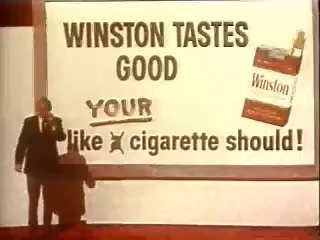 WINSTON TASTES
GOOD
YOUR
like a cigarette should!
Winston